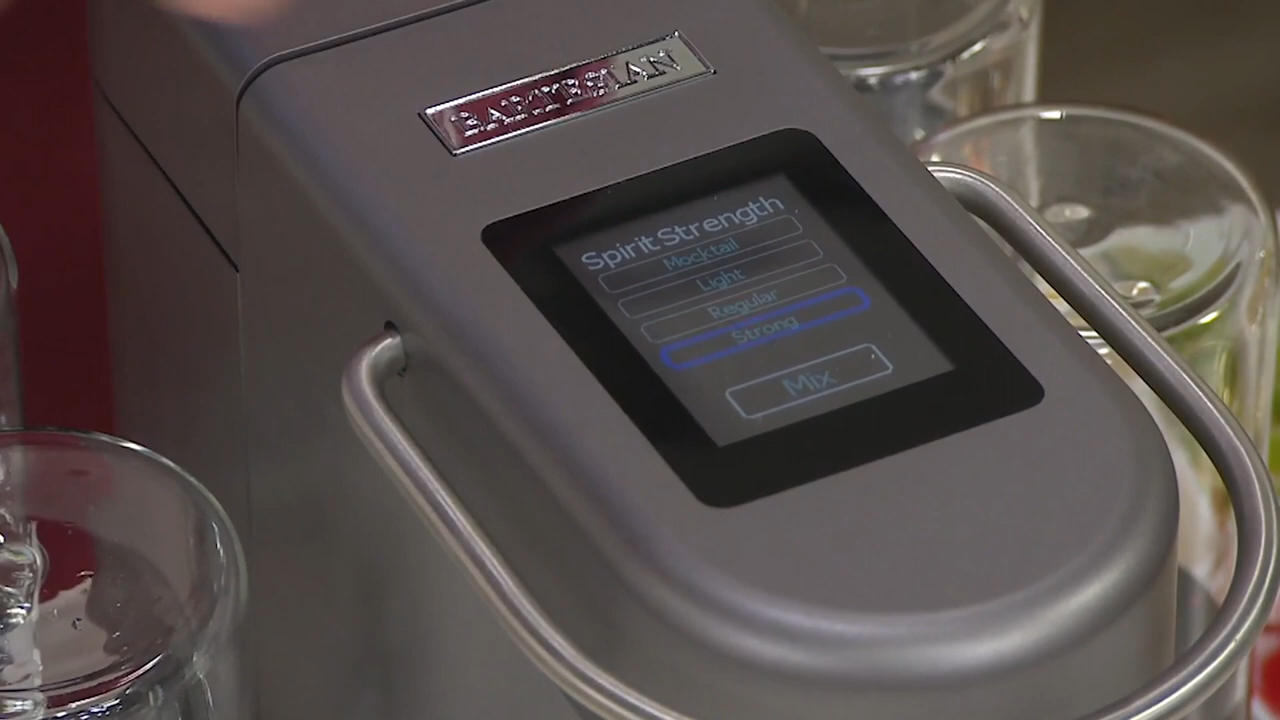 BARTESIAN
Spirit Strength
Mocktail
Light
Regular
Strong
Mix